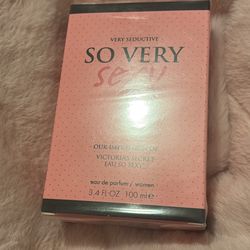 VERY SEDUCTIVE
SO VERY
sexy
OUR IMPRESSION OF
VICTORIA'S SECRET
EAU SO SEXY
eau de parfum / women
3.4 FL OZ 100 ml e